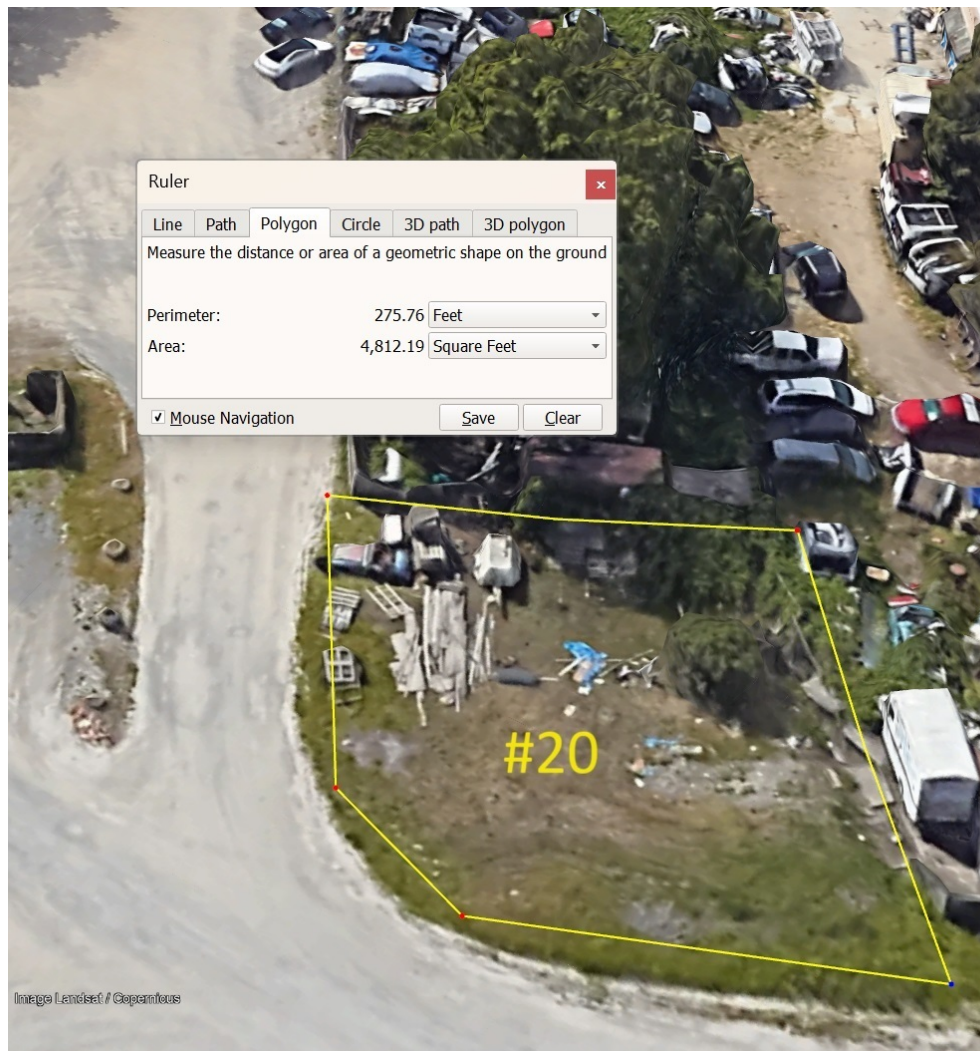 Ruler
Line Path Polygon Circle 3D path 3D polygon
Measure the distance or area of a geometric shape on the ground
Perimeter: 275.76 Feet
Area: 4,812.19 Square Feet
Mouse Navigation Save Clear
#20
Image Landsat / Copernicus